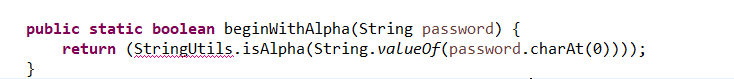 public static boolean beginWithAlpha(String password) {
return (StringUtils.isAlpha(String.valueOf(password.charAt(0))));
}